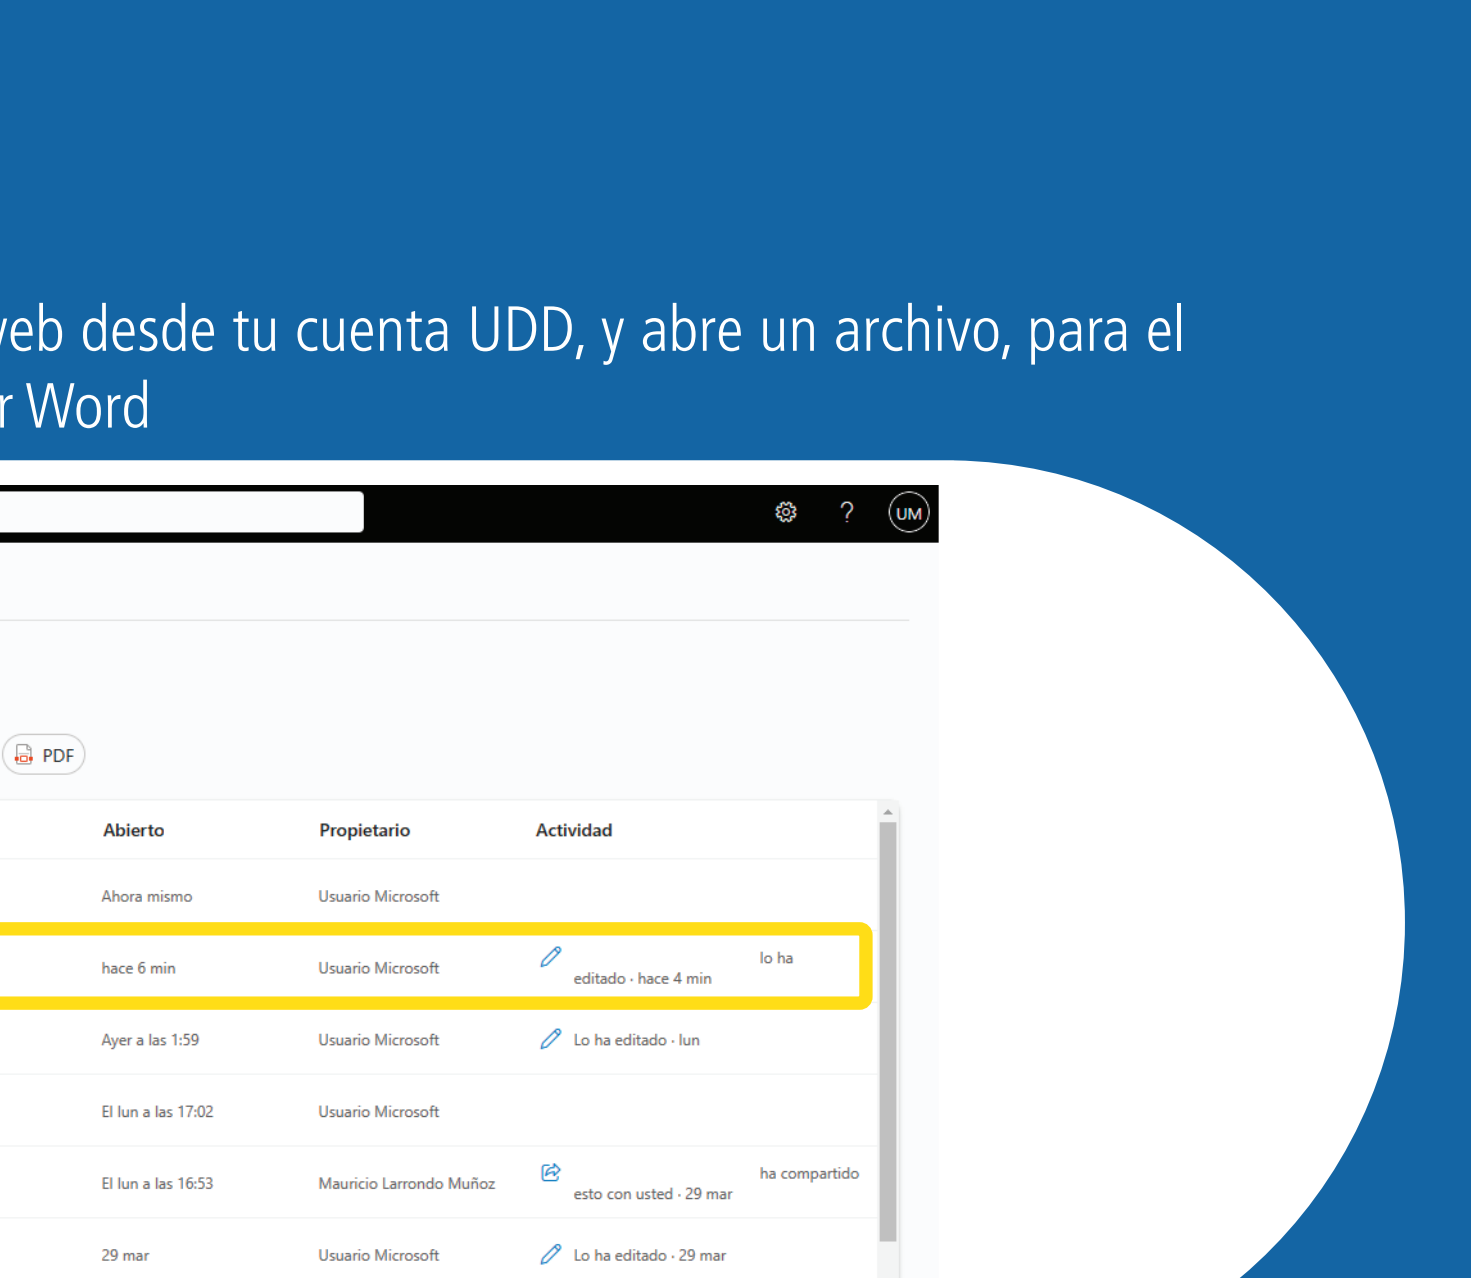 web desde tu cuenta UDD, y abre un archivo, para el
r Word
? UM
PDF
Abierto Propietario Actividad
Ahora mismo Usuario Microsoft
hace 6 min Usuario Microsoft lo ha
editado · hace 4 min
Ayer a las 1:59 Usuario Microsoft Lo ha editado · lun
El lun a las 17:02 Usuario Microsoft
El lun a las 16:53 Mauricio Larrondo Muñoz ha compartido
esto con usted · 29 mar
29 mar Usuario Microsoft Lo ha editado · 29 mar